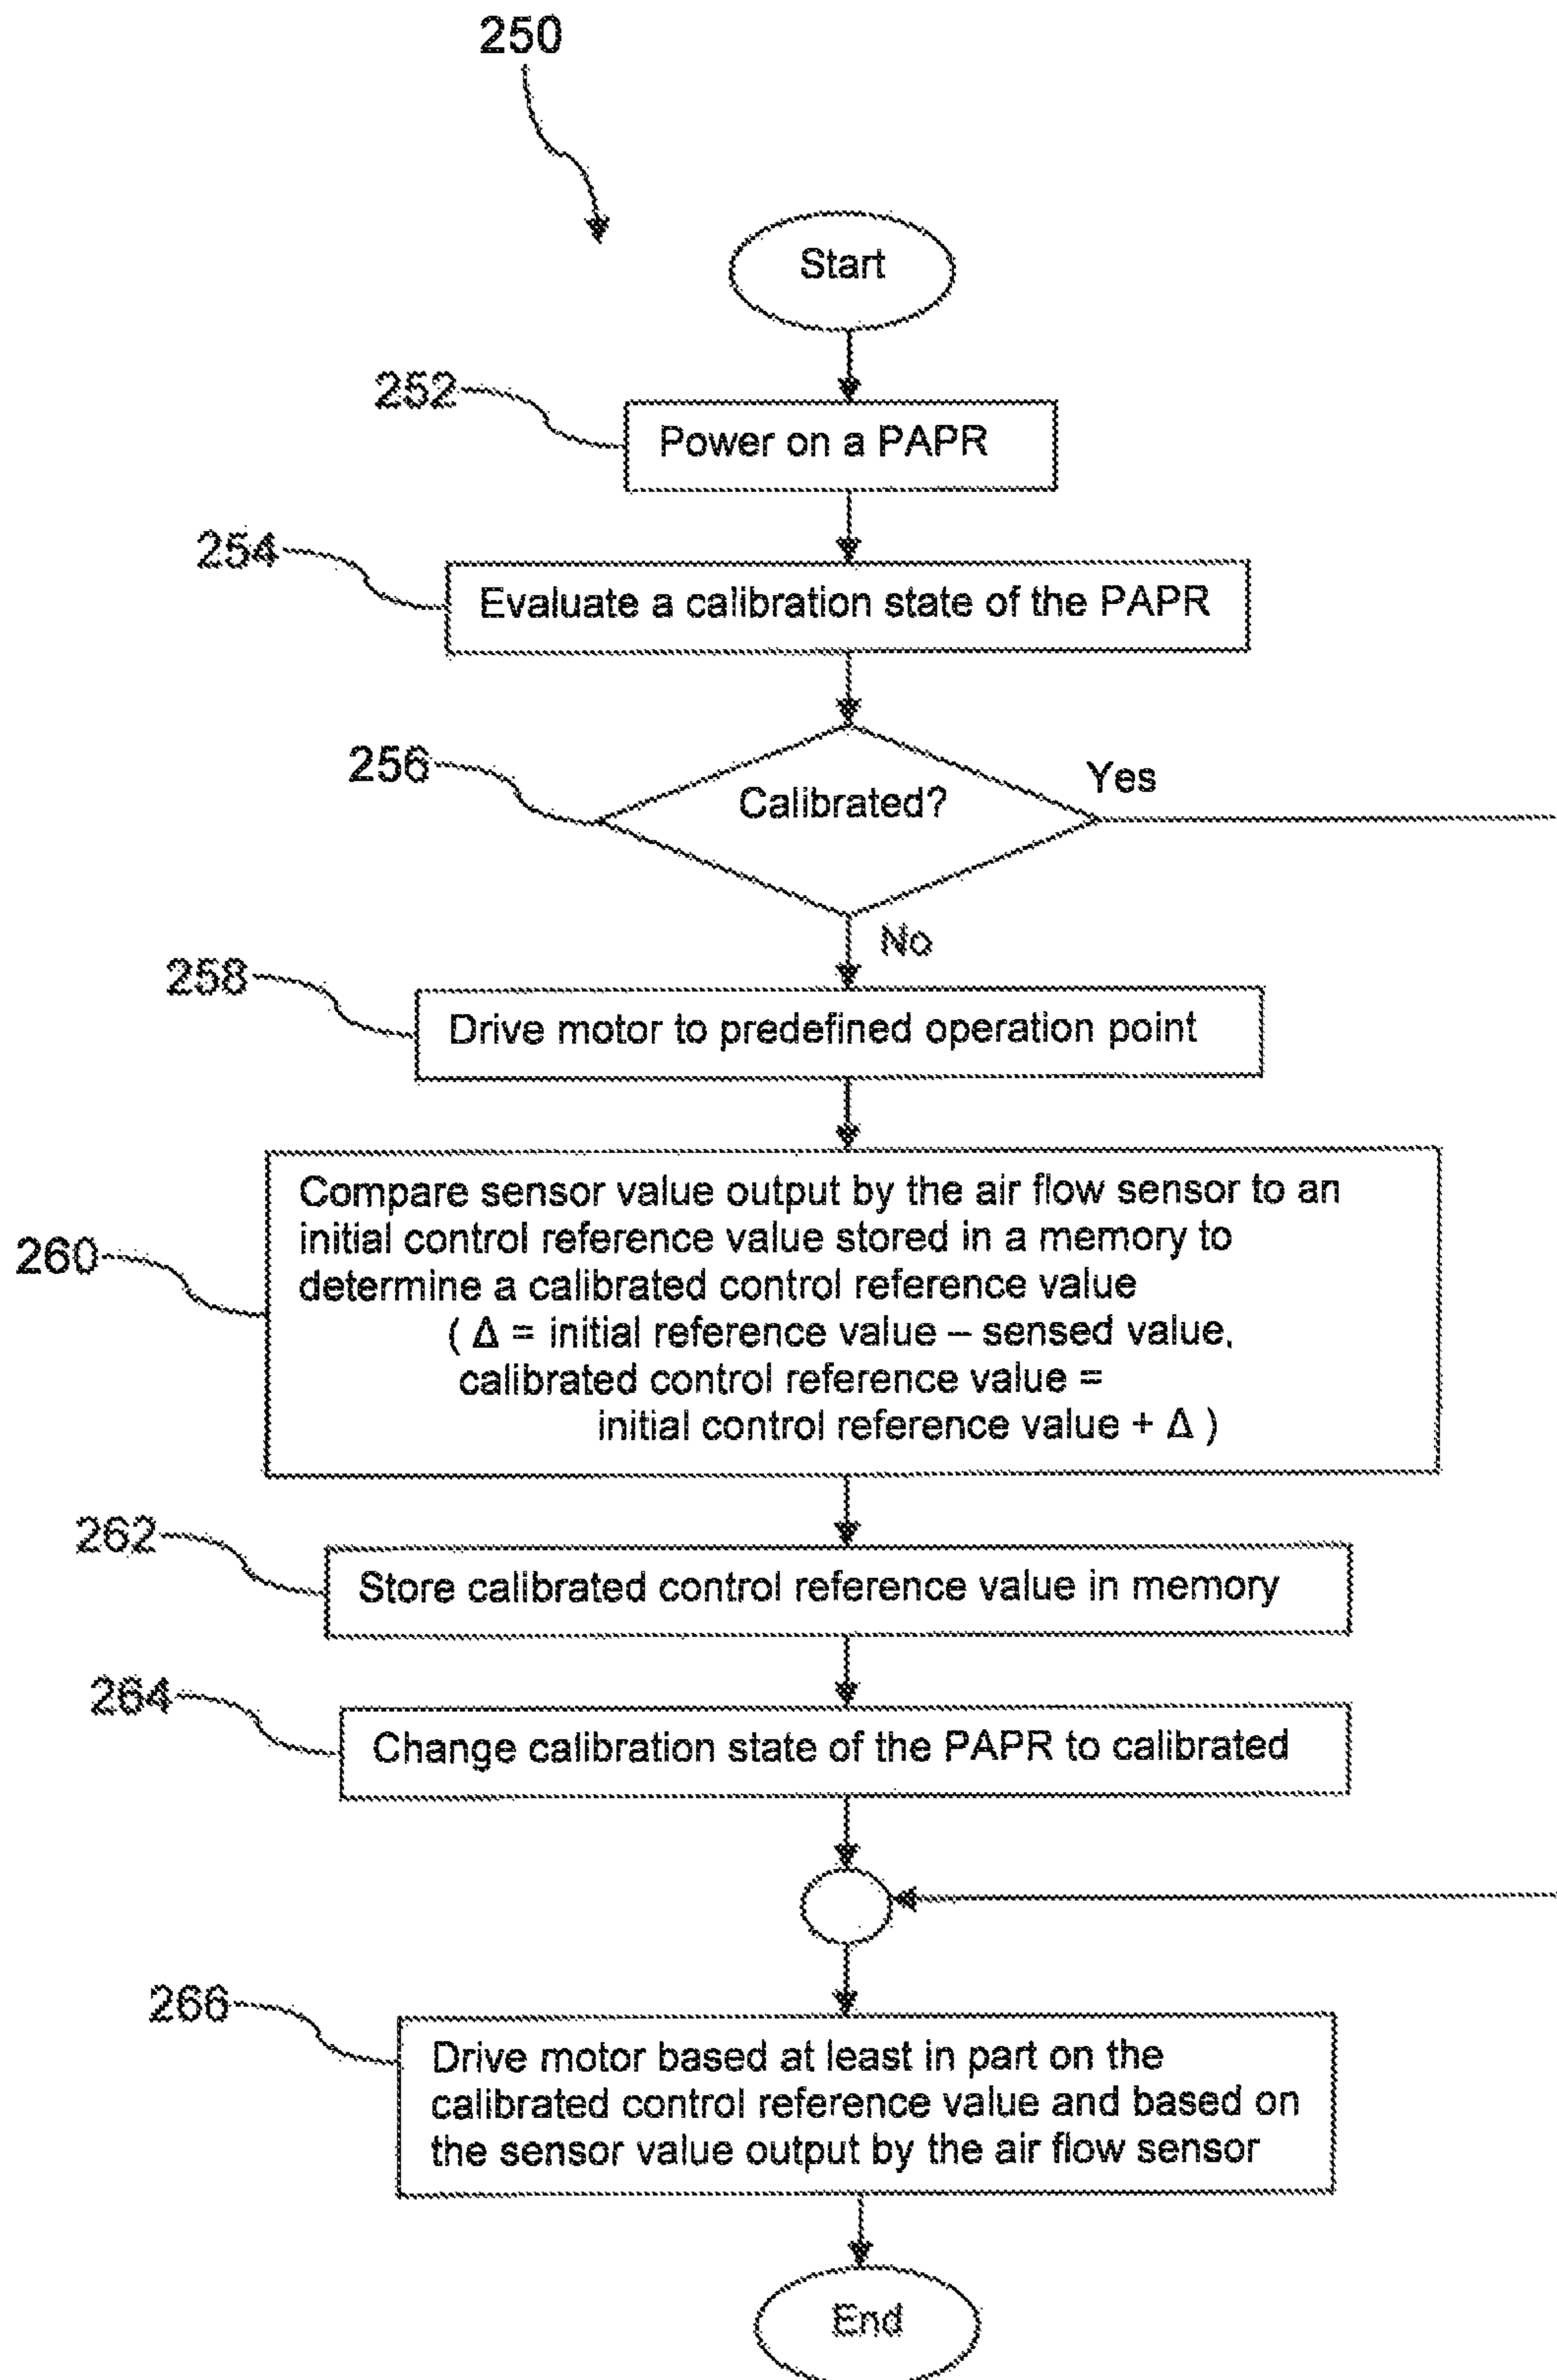 250
Start
252
Power on a PAPR
254
Evaluate a calibration state of the PAPR
256
Calibrated?
Yes
No
258
Drive motor to predefined operation point
260
Compare sensor value output by the air flow sensor to an
initial control reference value stored in a memory to
determine a calibrated control reference value
( Δ = initial reference value – sensed value,
calibrated control reference value =
initial control reference value + Δ )
262
Store calibrated control reference value in memory
264
Change calibration state of the PAPR to calibrated
266
Drive motor based at least in part on the
calibrated control reference value and based on
the sensor value output by the air flow sensor
End